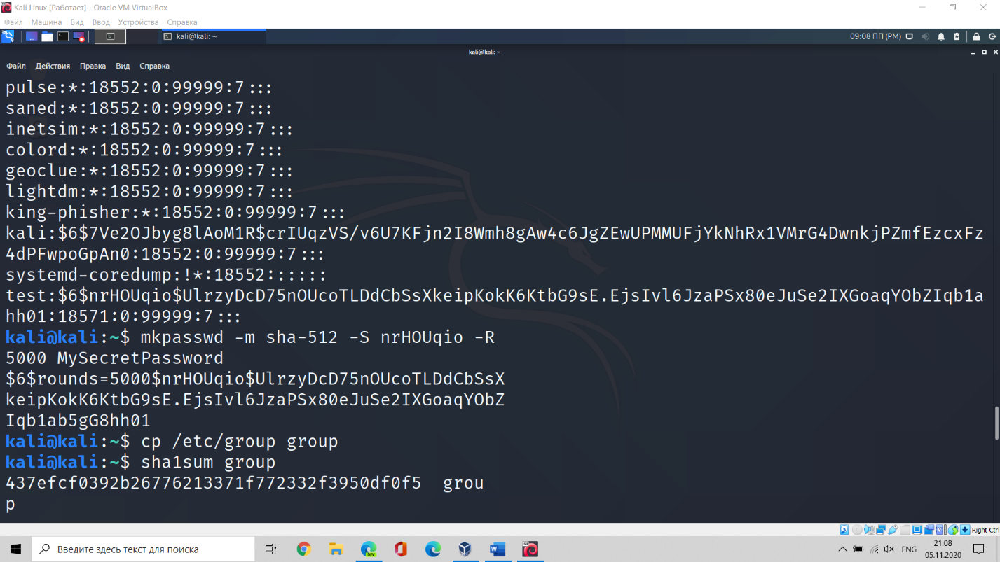 Kali Linux [Работает] - Oracle VM VirtualBox
Файл Машина Вид Ввод Устройства Справка
kali@kali: ~
09:08 ПП (PM)
kali@kali: ~
Файл Действия Правка Вид Справка
pulse:*:18552:0:99999:7:::
saned:*:18552:0:99999:7:::
inetsim:*:18552:0:99999:7:::
colord:*:18552:0:99999:7:::
geoclue:*:18552:0:99999:7:::
lightdm:*:18552:0:99999:7:::
king-phisher:*:18552:0:99999:7:::
kali:$6$7Ve2OJbyg8lAoM1R$crIUqzVS/v6U7KFjn2I8Wmh8gAw4c6JgZEwUPMMUFjYkNhRx1VMrG4DwnkjPZmfEzcxFz
4dPFwpoGpAn0:18552:0:99999:7:::
systemd-coredump:!*:18552::::::
test:$6$nrHOUqio$UlrzyDcD75nOUcoTLDdCbSsXkeipKokK6KtbG9sE.EjsIvl6JzaPSx80eJuSe2IXGoaqYObZIqb1a
hh01:18571:0:99999:7:::
kali@kali:~$ mkpasswd -m sha-512 -S nrHOUqio -R
5000 MySecretPassword
$6$rounds=5000$nrHOUqio$UlrzyDcD75nOUcoTLDdCbSsX
keipKokK6KtbG9sE.EjsIvl6JzaPSx80eJuSe2IXGoaqYObZ
Iqb1ab5gG8hh01
kali@kali:~$ cp /etc/group group
kali@kali:~$ sha1sum group
437efcf0392b26776213371f772332f3950df0f5  grou
p
Right Ctrl
Введите здесь текст для поиска
DEV
ENG
21:08
05.11.2020